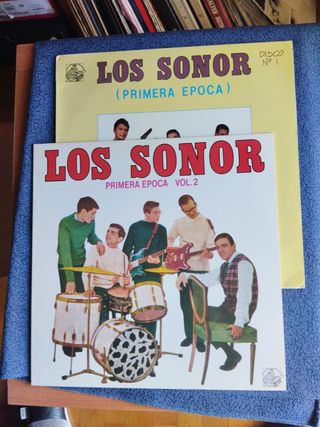 LOS SONOR
(PRIMERA EPOCA)
DISCO
Nº 1
LOS SONOR
PRIMERA EPOCA VOL. 2